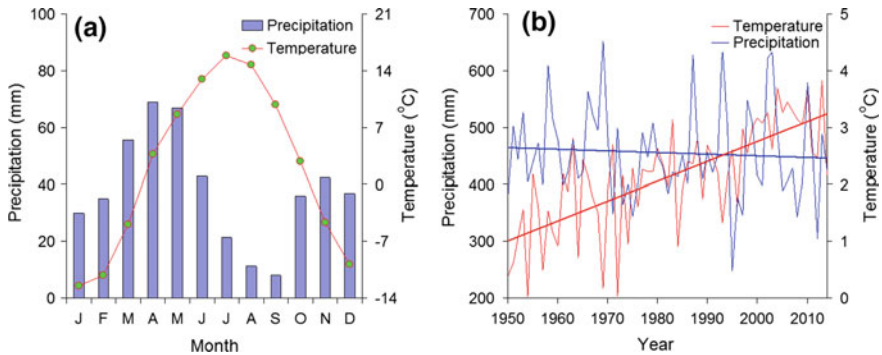 (a)
Precipitation
Temperature
Precipitation (mm)
100
80
60
40
20
0
Temperature (°C)
21
14
7
0
-7
-14
J F M A M J J A S O N D
Month
(b)
Temperature
Precipitation
Precipitation (mm)
700
600
500
400
300
200
Temperature (°C)
5
4
3
2
1
0
1950 1960 1970 1980 1990 2000 2010
Year